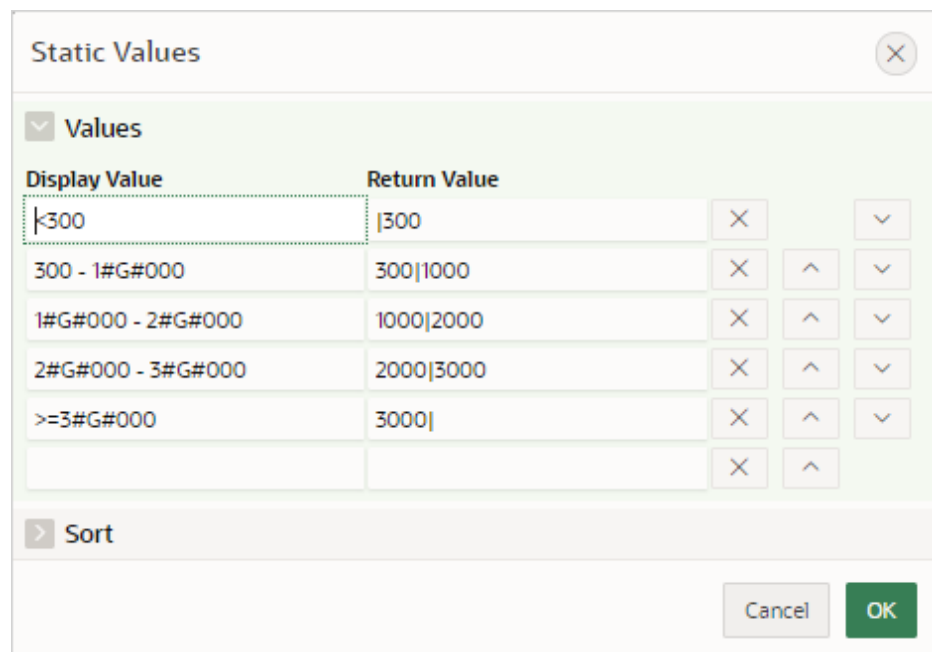 Static Values
Values
Display Value Return Value
<300 |300
300 - 1#G#000 300|1000
1#G#000 - 2#G#000 1000|2000
2#G#000 - 3#G#000 2000|3000
>=3#G#000 3000|
Sort
Cancel OK